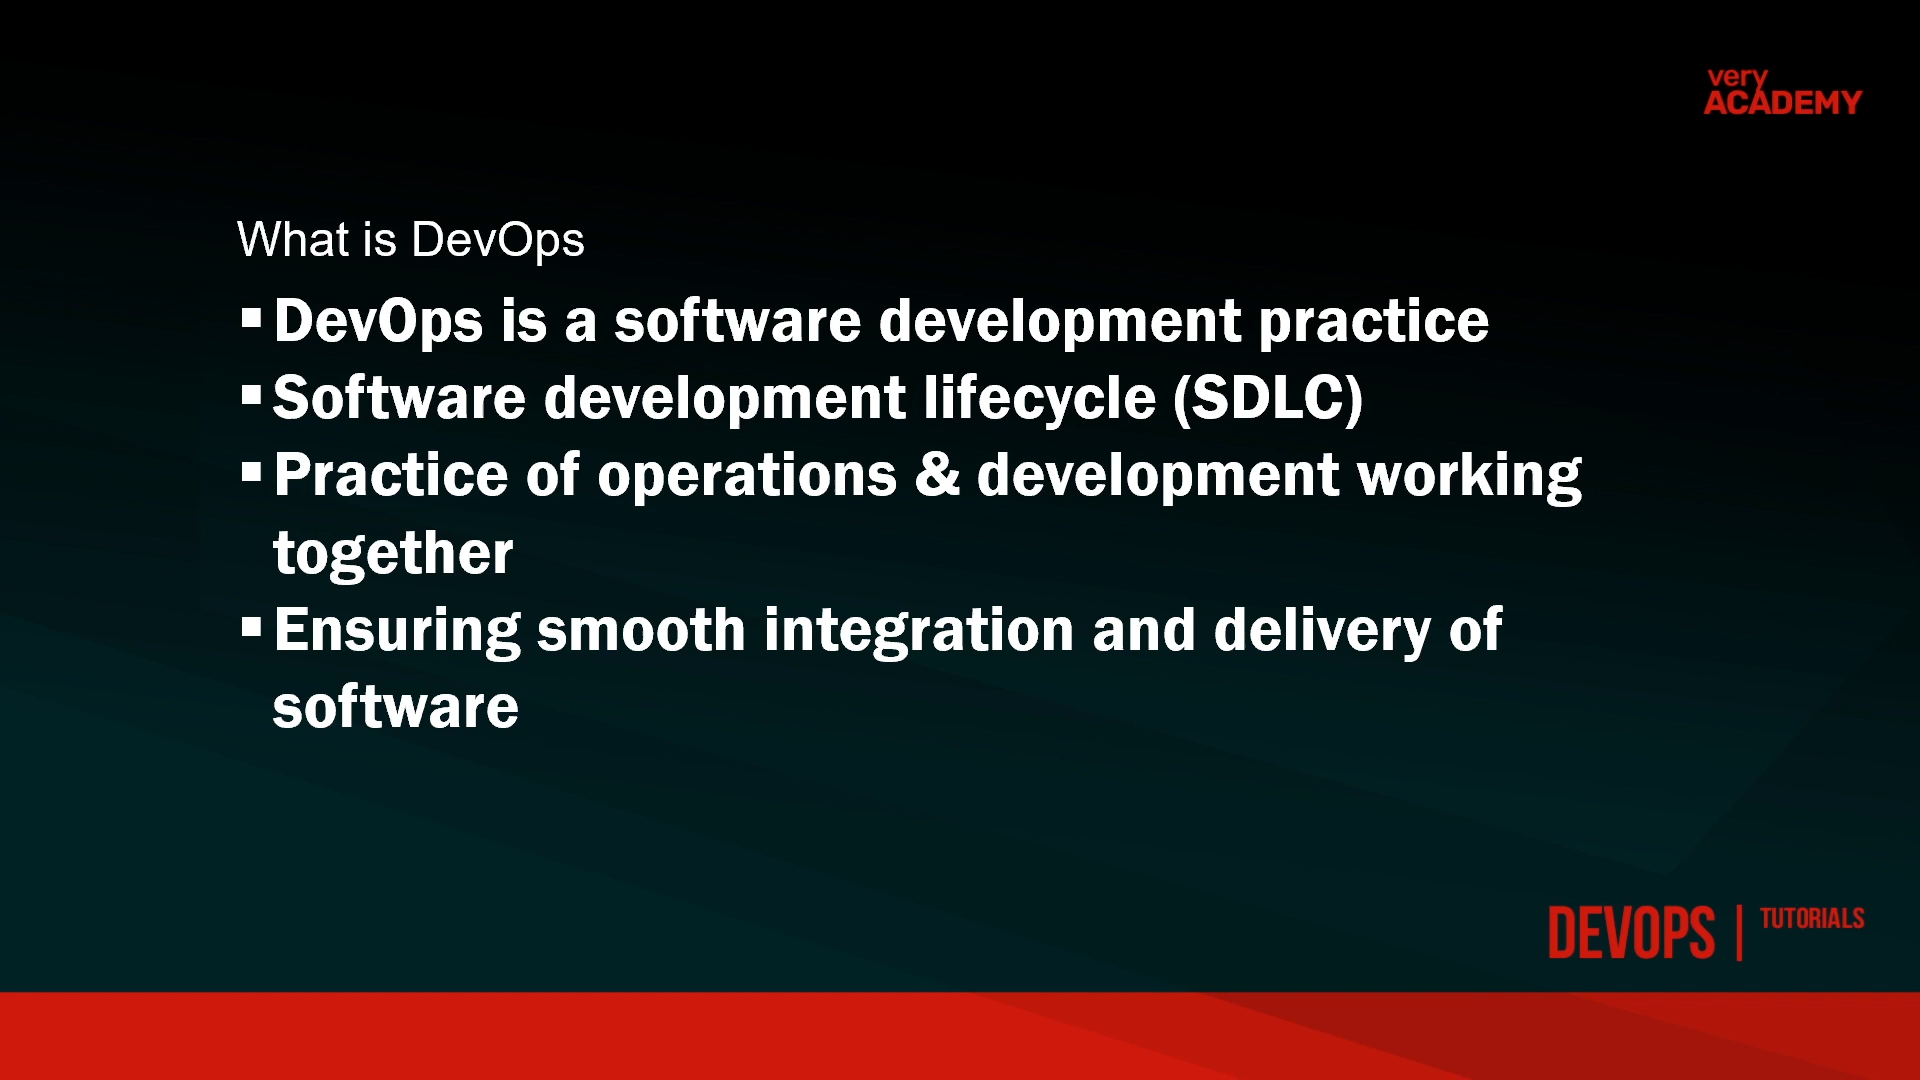 very
ACADEMY
What is DevOps
▪ DevOps is a software development practice
▪ Software development lifecycle (SDLC)
▪ Practice of operations & development working
together
▪ Ensuring smooth integration and delivery of
software
DEVOPS | TUTORIALS